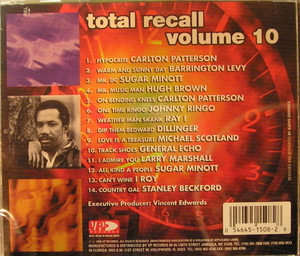 total recall
volume 10
1. HYPOCRITE CARLTON PATTERSON
2. WARM AND SUNNY DAY BARRINGTON LEVY
3. MR. DC SUGAR MINOTT
4. MR. MUSIC MAN HUGH BROWN
5. ON BENDING KNEES CARLTON PATTERSON
6. ONE TIME RINGO JOHNNY RINGO
7. WEATHER MAN SKANK RAY I
8. DIP THEM BEDWARD DILLINGER
9. LOVE IS A TREASURE MICHAEL SCOTLAND
10. TRACK SHOES GENERAL ECHO
11. I ADMIRE YOU LARRY MARSHALL
12. ALL KIND A PEOPLE SUGAR MINOTT
13. CAN'T WINE I ROY
14. COUNTRY GAL STANLEY BECKFORD
Executive Producer: Vincent Edwards
VP
0 54645-1508-2 8